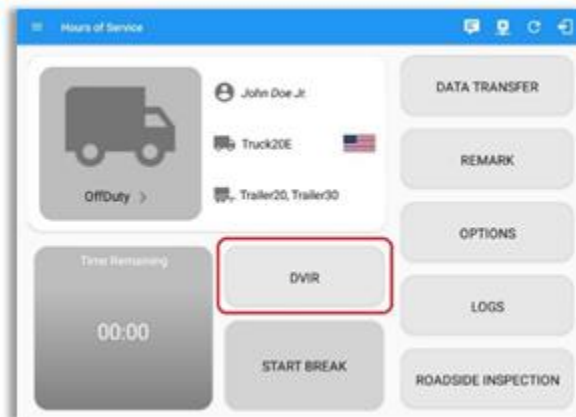 Hours of Service
John Doe Jr.
Truck20E
Trailer20, Trailer30
OffDuty >
Time Remaining
00:00
DVIR
START BREAK
DATA TRANSFER
REMARK
OPTIONS
LOGS
ROADSIDE INSPECTION